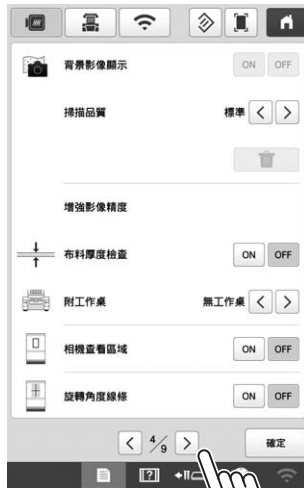 背景影像顯示 ON OFF
掃描品質 標準
增強影像精度
布料厚度檢查 ON OFF
附工作桌 無工作桌
相機查看區域 ON OFF
旋轉角度線條 ON OFF
4/9 確定